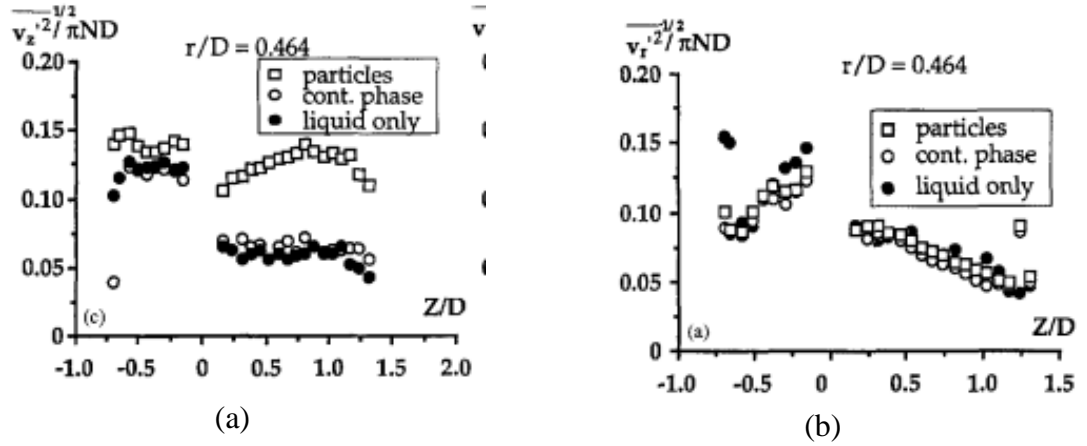 v_z'^2 ^1/2 / πND
r/D = 0.464
particles
cont. phase
liquid only
0.20
0.15
0.10
0.05
0
(c)
Z/D
-1.0 -0.5 0 0.5 1.0 1.5 2.0
(a)
v
v_r'^2 ^1/2 / πND
r/D = 0.464
particles
cont. phase
liquid only
0.20
0.15
0.10
0.05
0
(a)
Z/D
-1.0 -0.5 0 0.5 1.0 1.5
(b)